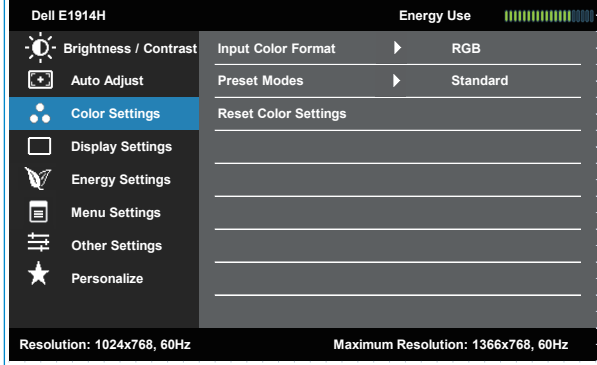 Dell E1914H Energy Use
Brightness / Contrast Input Color Format RGB
Auto Adjust Preset Modes Standard
Color Settings Reset Color Settings
Display Settings
Energy Settings
Menu Settings
Other Settings
Personalize
Resolution: 1024x768, 60Hz Maximum Resolution: 1366x768, 60Hz